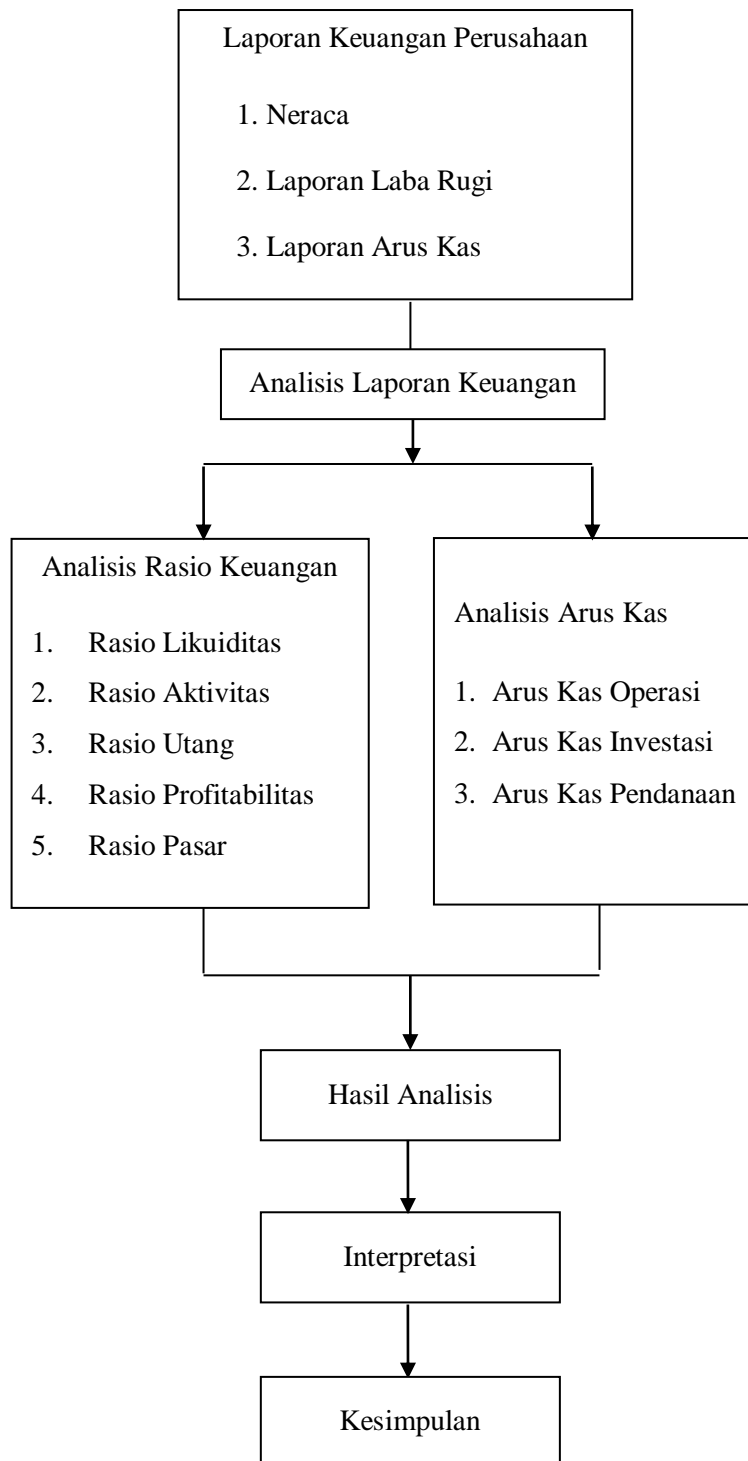 Laporan Keuangan Perusahaan
1. Neraca
2. Laporan Laba Rugi
3. Laporan Arus Kas
Analisis Laporan Keuangan
Analisis Rasio Keuangan
1. Rasio Likuiditas
2. Rasio Aktivitas
3. Rasio Utang
4. Rasio Profitabilitas
5. Rasio Pasar
Analisis Arus Kas
1. Arus Kas Operasi
2. Arus Kas Investasi
3. Arus Kas Pendanaan
Hasil Analisis
Interpretasi
Kesimpulan